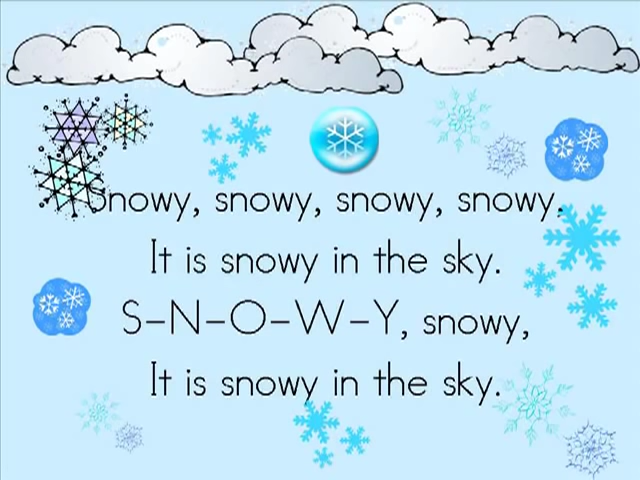 Snowy, snowy, snowy, snowy,
It is snowy in the sky.
S-N-O-W-Y, snowy,
It is snowy in the sky.